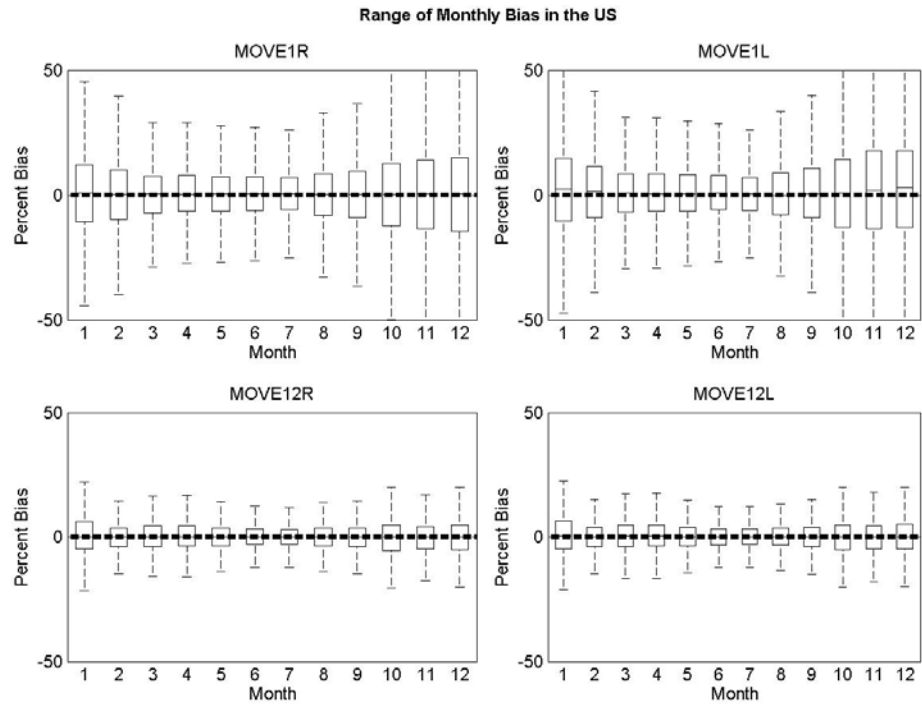 Range of Monthly Bias in the US
MOVE1R
50
0
-50
Percent Bias
1 2 3 4 5 6 7 8 9 10 11 12
Month
MOVE1L
50
0
-50
Percent Bias
1 2 3 4 5 6 7 8 9 10 11 12
Month
MOVE12R
50
0
-50
Percent Bias
1 2 3 4 5 6 7 8 9 10 11 12
Month
MOVE12L
50
0
-50
Percent Bias
1 2 3 4 5 6 7 8 9 10 11 12
Month